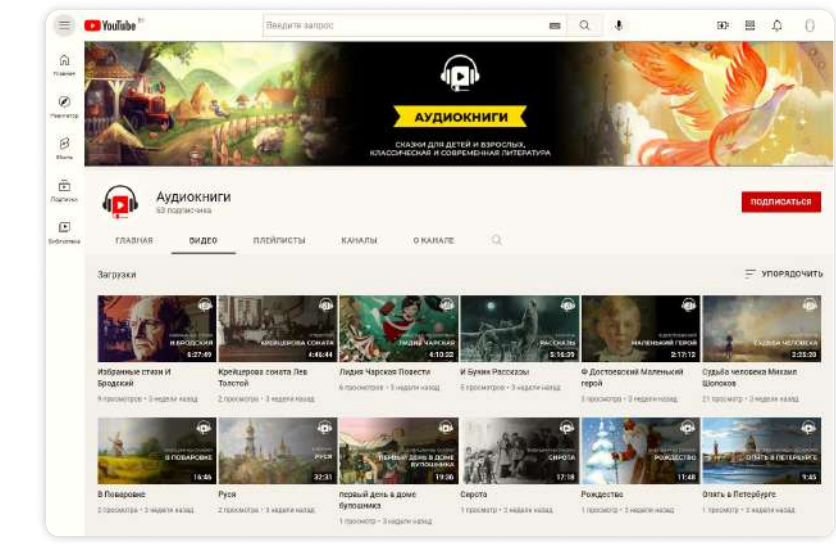 YouTube
Введите запрос
Главная
Навигатор
Shorts
Подписки
Библиотека
АУДИОКНИГИ
СКАЗКИ ДЛЯ ДЕТЕЙ И ВЗРОСЛЫХ,
КЛАССИЧЕСКАЯ И СОВРЕМЕННАЯ ЛИТЕРАТУРА
Аудиокниги
63 подписчика
ПОДПИСАТЬСЯ
ГЛАВНАЯ ВИДЕО ПЛЕЙЛИСТЫ КАНАЛЫ О КАНАЛЕ
Загрузки
УПОРЯДОЧИТЬ
И.БРОДСКИЙ
6:27:49
КРЕЙЦЕРОВА СОНАТА
4:46:44
ЛИДИЯ ЧАРСКАЯ
4:10:32
РАССКАЗЫ
5:16:39
МАЛЕНЬКИЙ ГЕРОЙ
2:17:12
СУДЬБА ЧЕЛОВЕКА
2:25:20
Избранные стихи И
Бродский
9 просмотров • 3 недели назад
Крейцерова соната Лев
Толстой
2 просмотра • 3 недели назад
Лидия Чарская Повести
6 просмотров • 3 недели назад
И Бунин Рассказы
8 просмотров • 3 недели назад
Ф Достоевский Маленький
герой
3 просмотра • 3 недели назад
Судьба человека Михаил
Шолохов
21 просмотр • 3 недели назад
В ПОВАРОВКЕ
16:46
РУСЯ
32:31
ПЕРВЫЙ ДЕНЬ В ДОМЕ
БУТОШНИКА
19:36
СИРОТА
17:18
РОЖДЕСТВО
11:48
ОПЯТЬ В ПЕТЕРБУРГЕ
9:45
В Поваровке
2 просмотра • 3 недели назад
Руся
2 просмотра • 3 недели назад
первый день в доме
бутошника
1 просмотр • 3 недели назад
Сирота
1 просмотр • 3 недели назад
Рождество
1 просмотр • 3 недели назад
Опять в Петербурге
1 просмотр • 3 недели назад